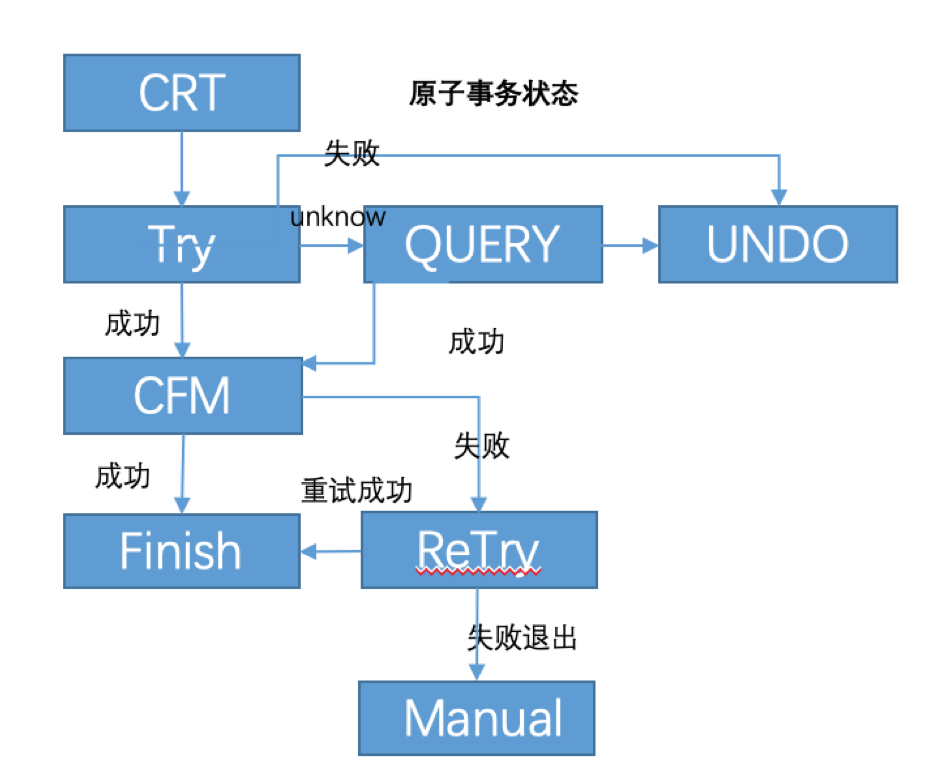 CRT
原子事务状态
失败
unknow
Try
QUERY
UNDO
成功
成功
CFM
失败
成功
重试成功
Finish
ReTry
失败退出
Manual